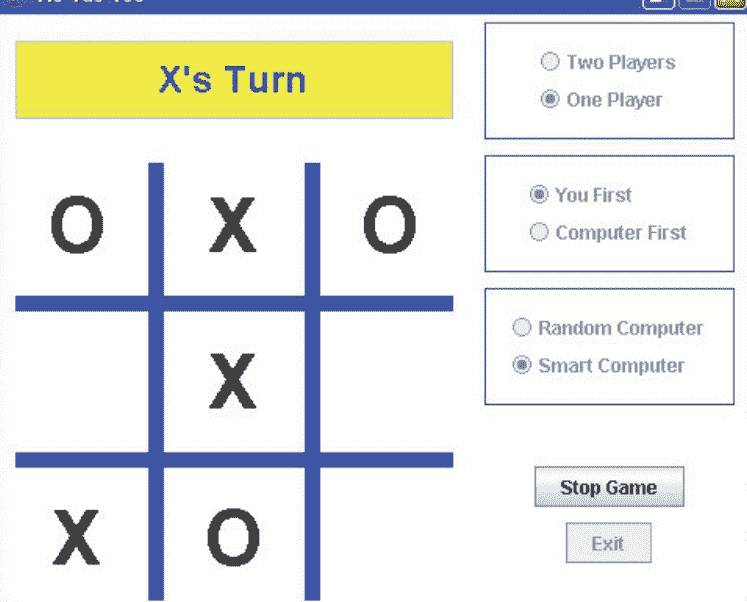 X's Turn
Two Players
One Player
O X O
You First
Computer First
X
Random Computer
Smart Computer
X O
Stop Game
Exit